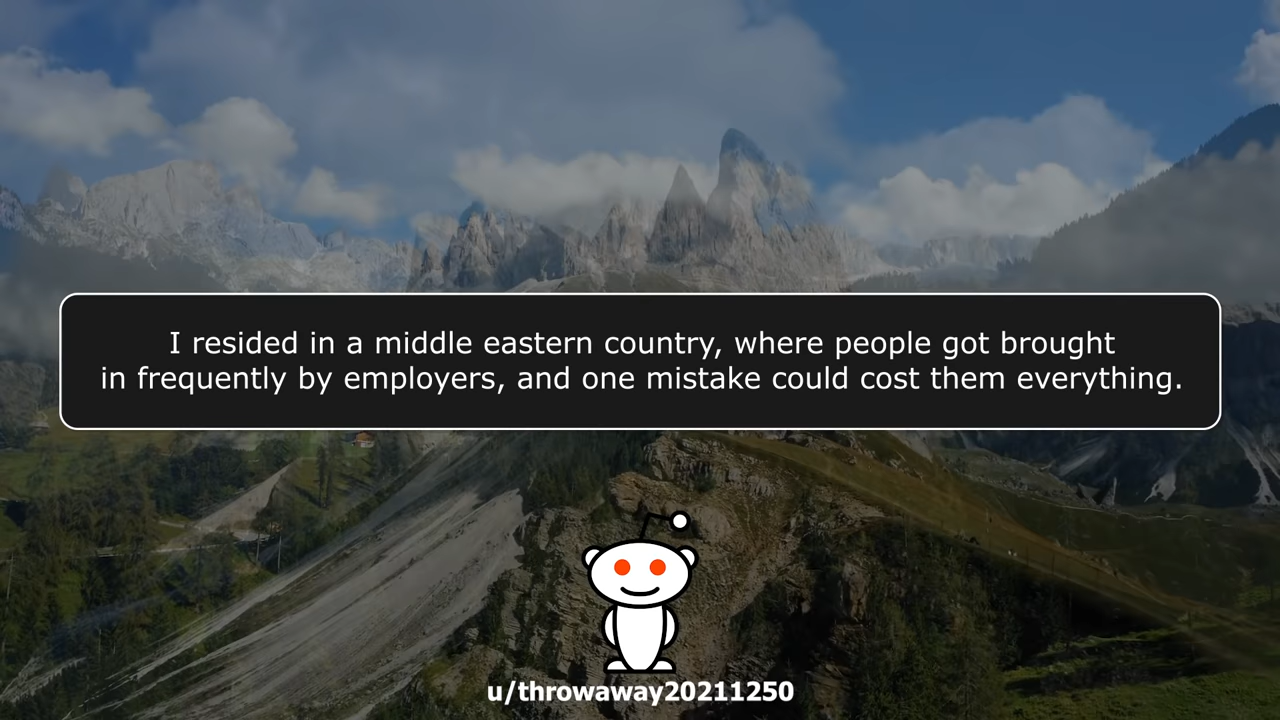 I resided in a middle eastern country, where people got brought
in frequently by employers, and one mistake could cost them everything.
u/throwaway20211250